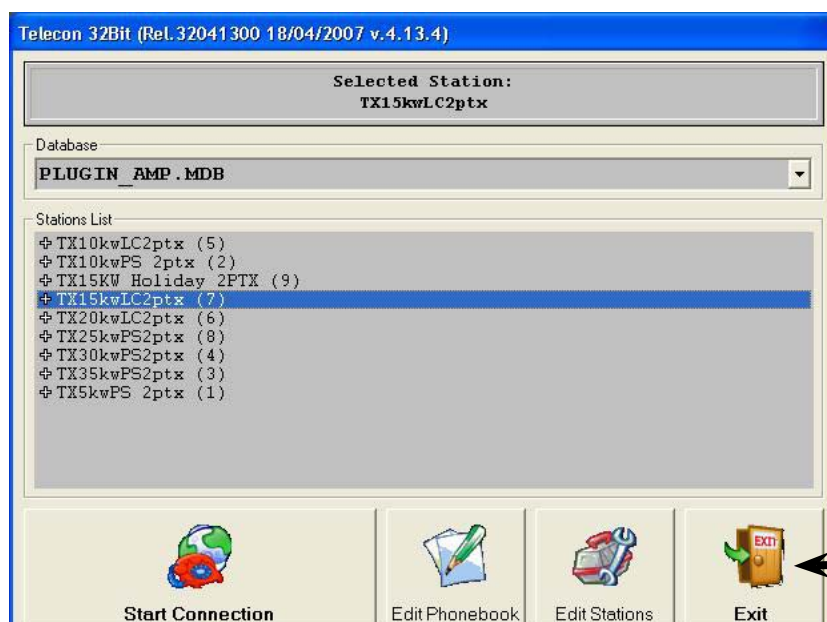 Telecon 32Bit (Rel.32041300 18/04/2007 v.4.13.4)
Selected Station:
TX15kwLC2ptx
Database
PLUGIN_AMP.MDB
Stations List
TX10kwLC2ptx (5)
TX10kwPS 2ptx (2)
TX15KW Holiday 2PTX (9)
TX15kwLC2ptx (7)
TX20kwLC2ptx (6)
TX25kwPS2ptx (8)
TX30kwPS2ptx (4)
TX35kwPS2ptx (3)
TX5kwPS 2ptx (1)
EXIT
Start Connection
Edit Phonebook
Edit Stations
Exit